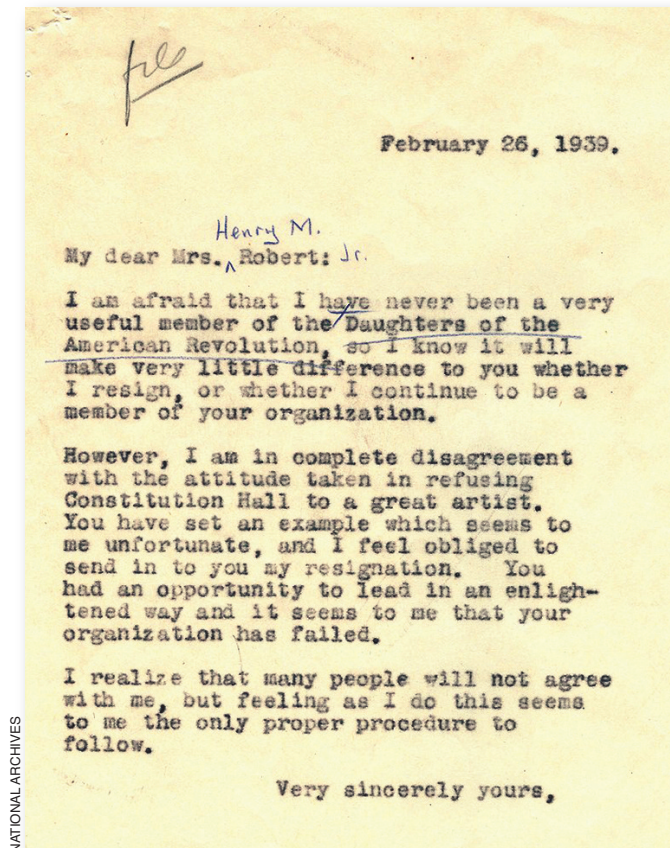 file
February 26, 1939.
Henry M.
My dear Mrs. Robert: Jr.
I am afraid that I have never been a very
useful member of the Daughters of the
American Revolution, so I know it will
make very little difference to you whether
I resign, or whether I continue to be a
member of your organization.
However, I am in complete disagreement
with the attitude taken in refusing
Constitution Hall to a great artist.
You have set an example which seems to
me unfortunate, and I feel obliged to
send in to you my resignation. You
had an opportunity to lead in an enligh-
tened way and it seems to me that your
organization has failed.
I realize that many people will not agree
with me, but feeling as I do this seems
to me the only proper procedure to
follow.
Very sincerely yours,
NATIONAL ARCHIVES